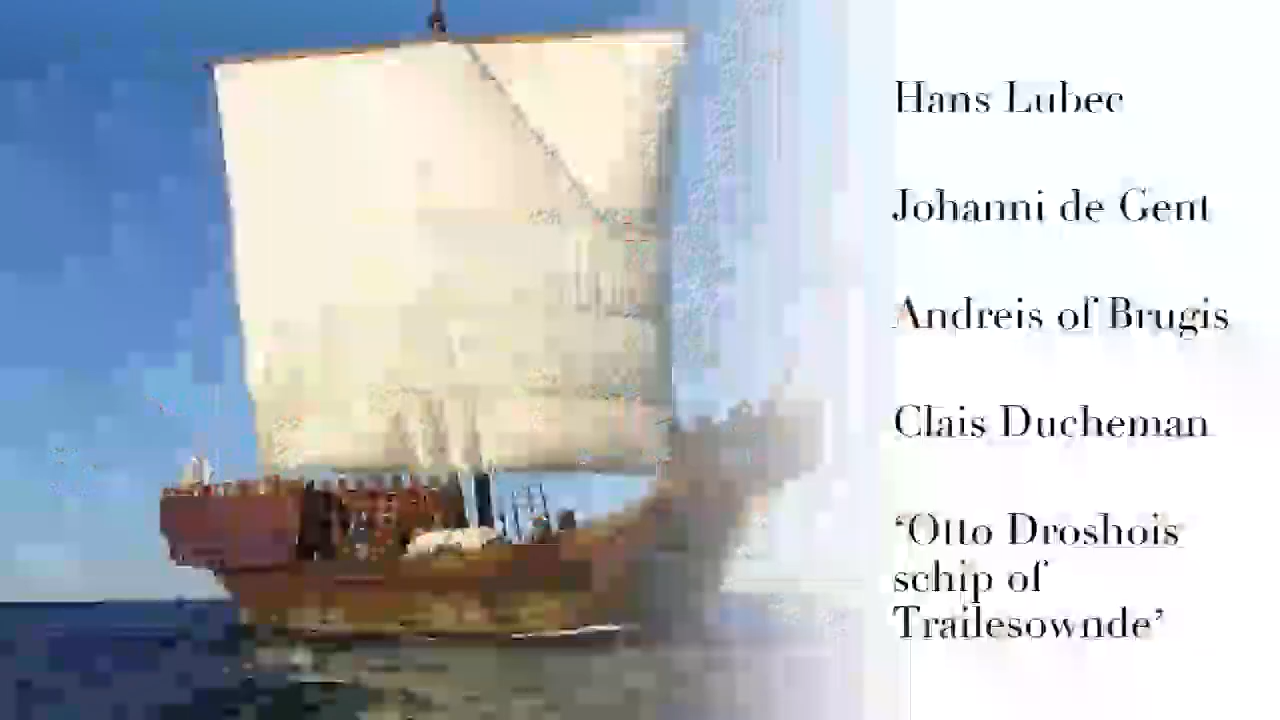 Hans Lubec
Johanni de Gent
Andreis of Brugis
Clais Ducheman
‘Otto Droshois
schip of
Trailesownde’